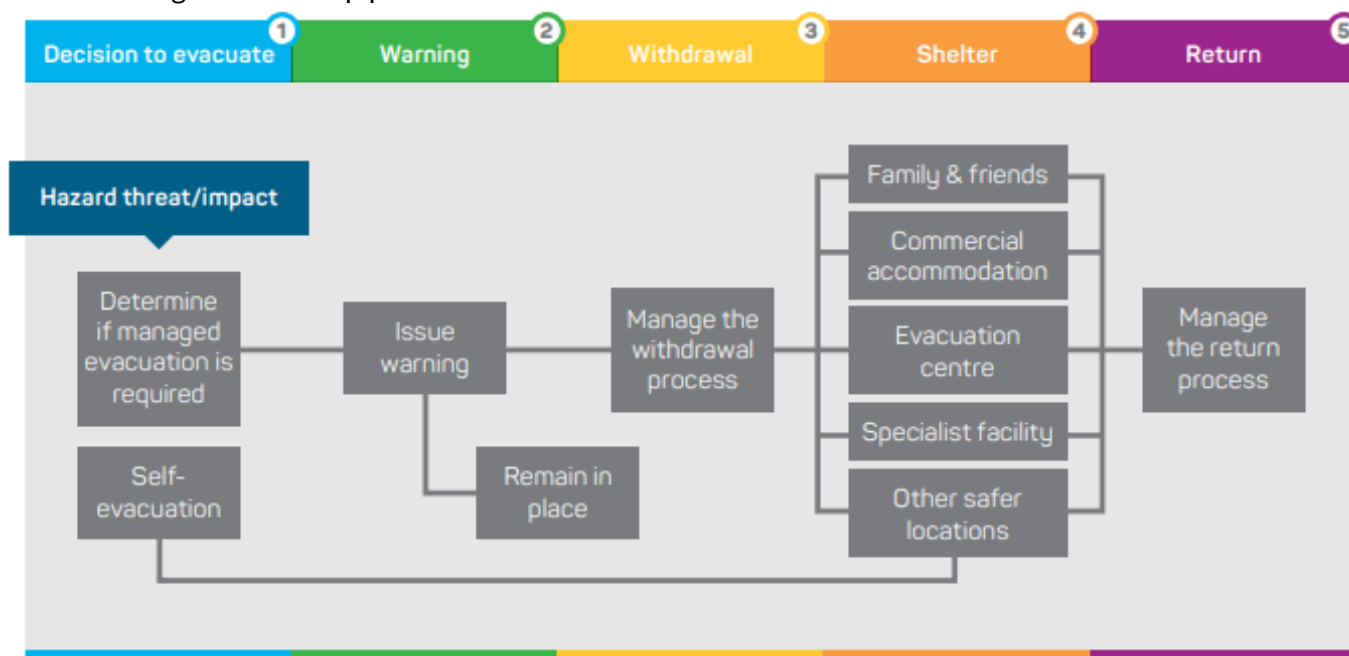 Decision to evacuate
1
Warning
2
Withdrawal
3
Shelter
4
Return
5
Hazard threat/impact
Determine
if managed
evacuation is
required
Self-
evacuation
Issue
warning
Remain in
place
Manage the
withdrawal
process
Family & friends
Commercial
accommodation
Evacuation
centre
Specialist facility
Other safer
locations
Manage
the return
process